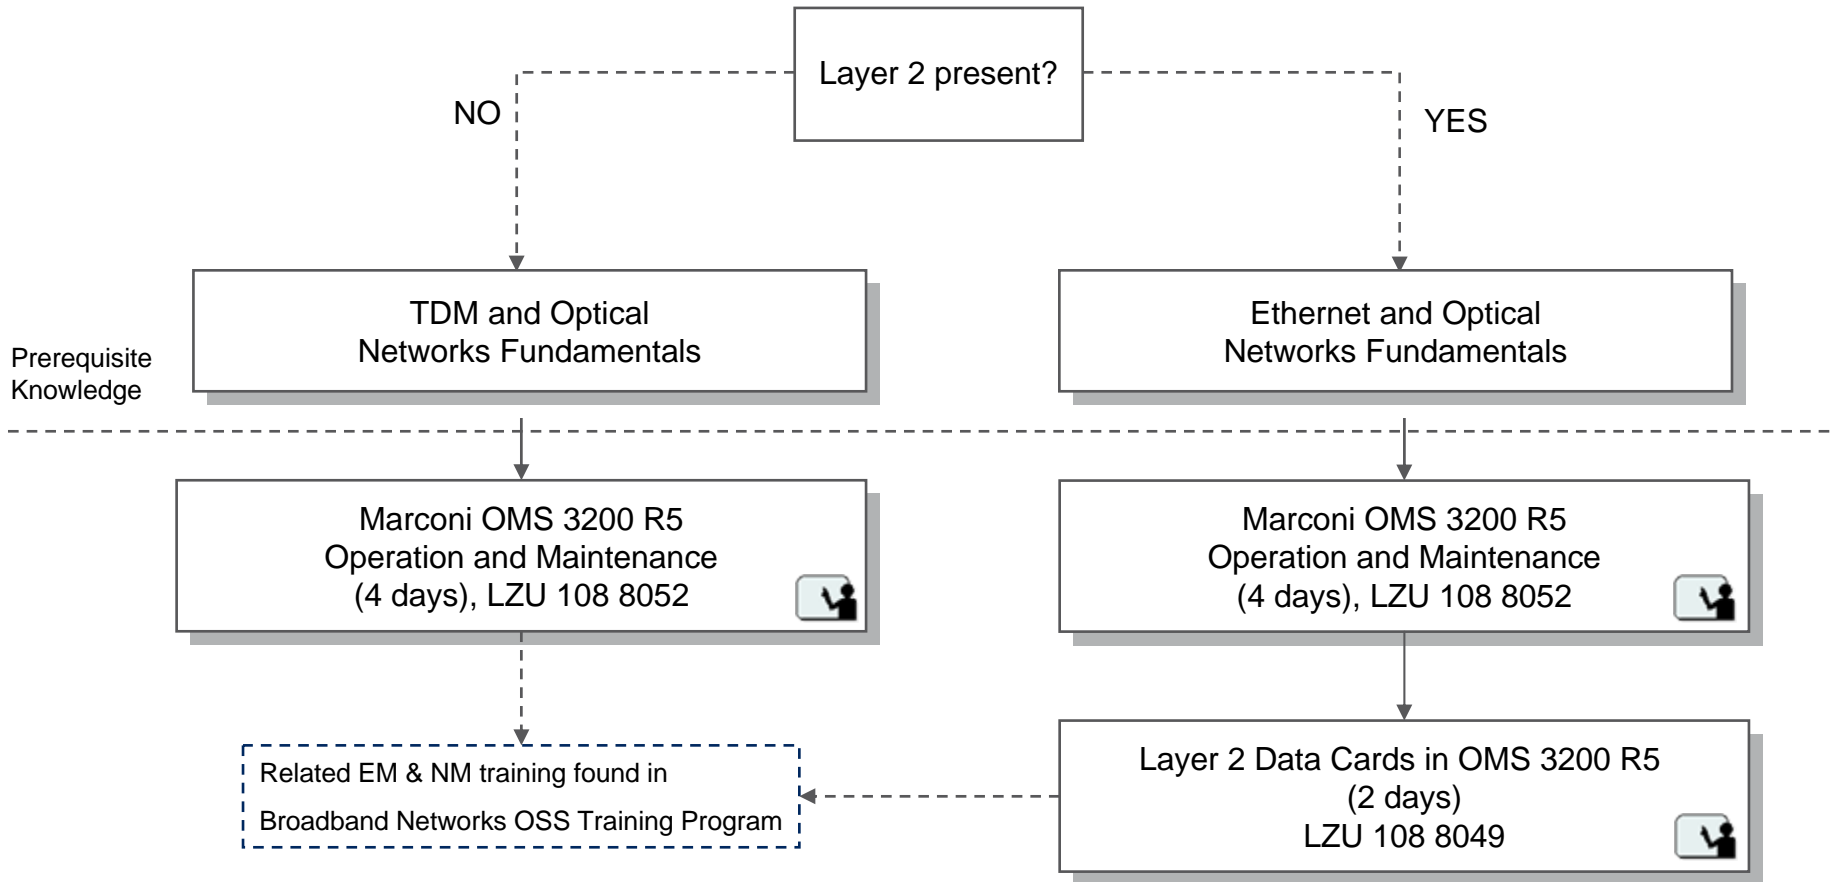 Layer 2 present?
NO
YES
TDM and Optical
Networks Fundamentals
Ethernet and Optical
Networks Fundamentals
Prerequisite
Knowledge
Marconi OMS 3200 R5
Operation and Maintenance
(4 days), LZU 108 8052
Marconi OMS 3200 R5
Operation and Maintenance
(4 days), LZU 108 8052
Related EM & NM training found in
Broadband Networks OSS Training Program
Layer 2 Data Cards in OMS 3200 R5
(2 days)
LZU 108 8049